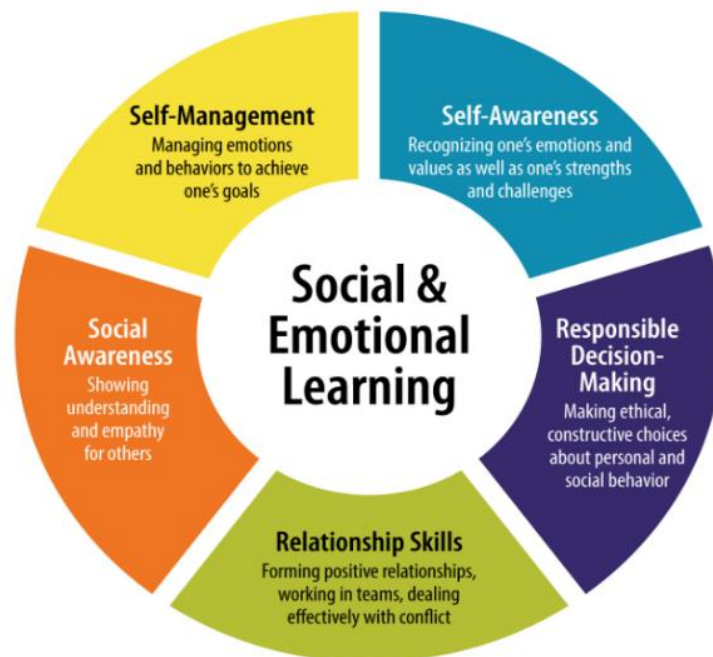 Social &
Emotional
Learning
Self-Management
Managing emotions
and behaviors to achieve
one's goals
Self-Awareness
Recognizing one's emotions and
values as well as one's strengths
and challenges
Social
Awareness
Showing
understanding
and empathy
for others
Responsible
Decision-
Making
Making ethical,
constructive choices
about personal and
social behavior
Relationship Skills
Forming positive relationships,
working in teams, dealing
effectively with conflict